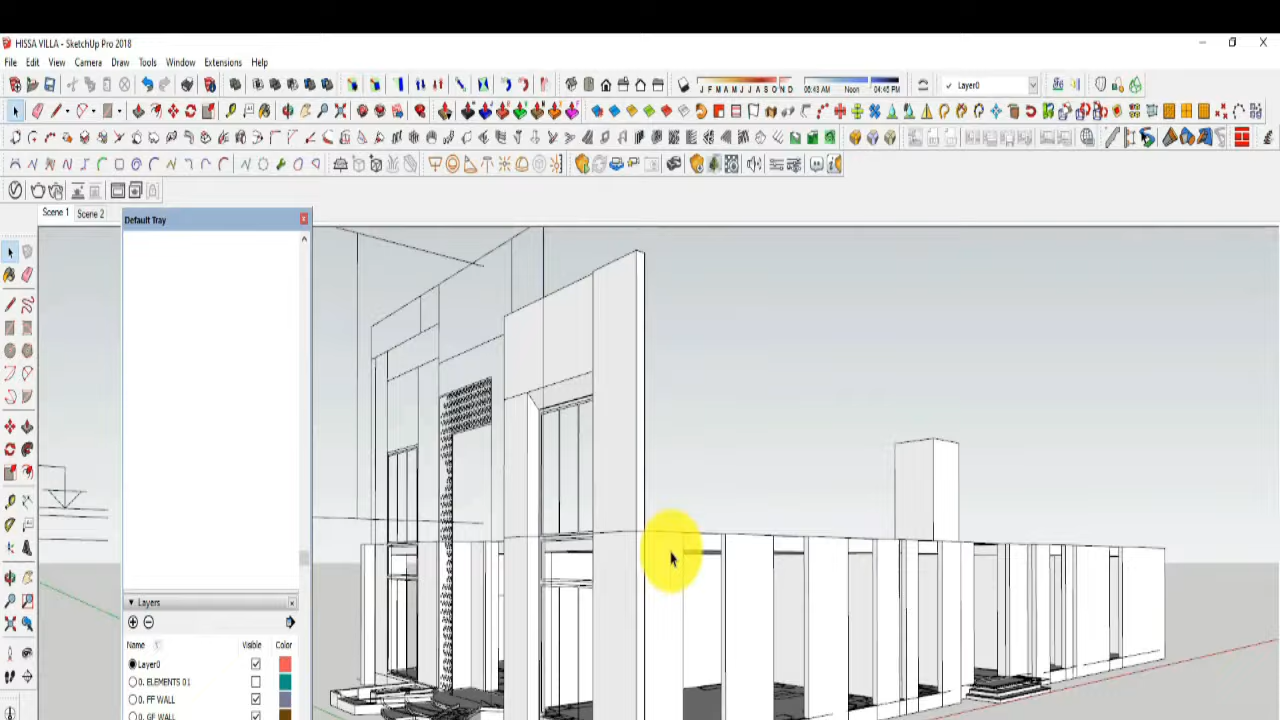 HISSA VILLA - SketchUp Pro 2018
File Edit View Camera Draw Tools Window Extensions Help
J F M A M J J A S O N D 06:43 AM Noon 04:45 PM Layer0
Scene 1 Scene 2
Default Tray
Layers
Name Visible Color
Layer0
0. ELEMENTS 01
0. FF WALL
0. GF WALL